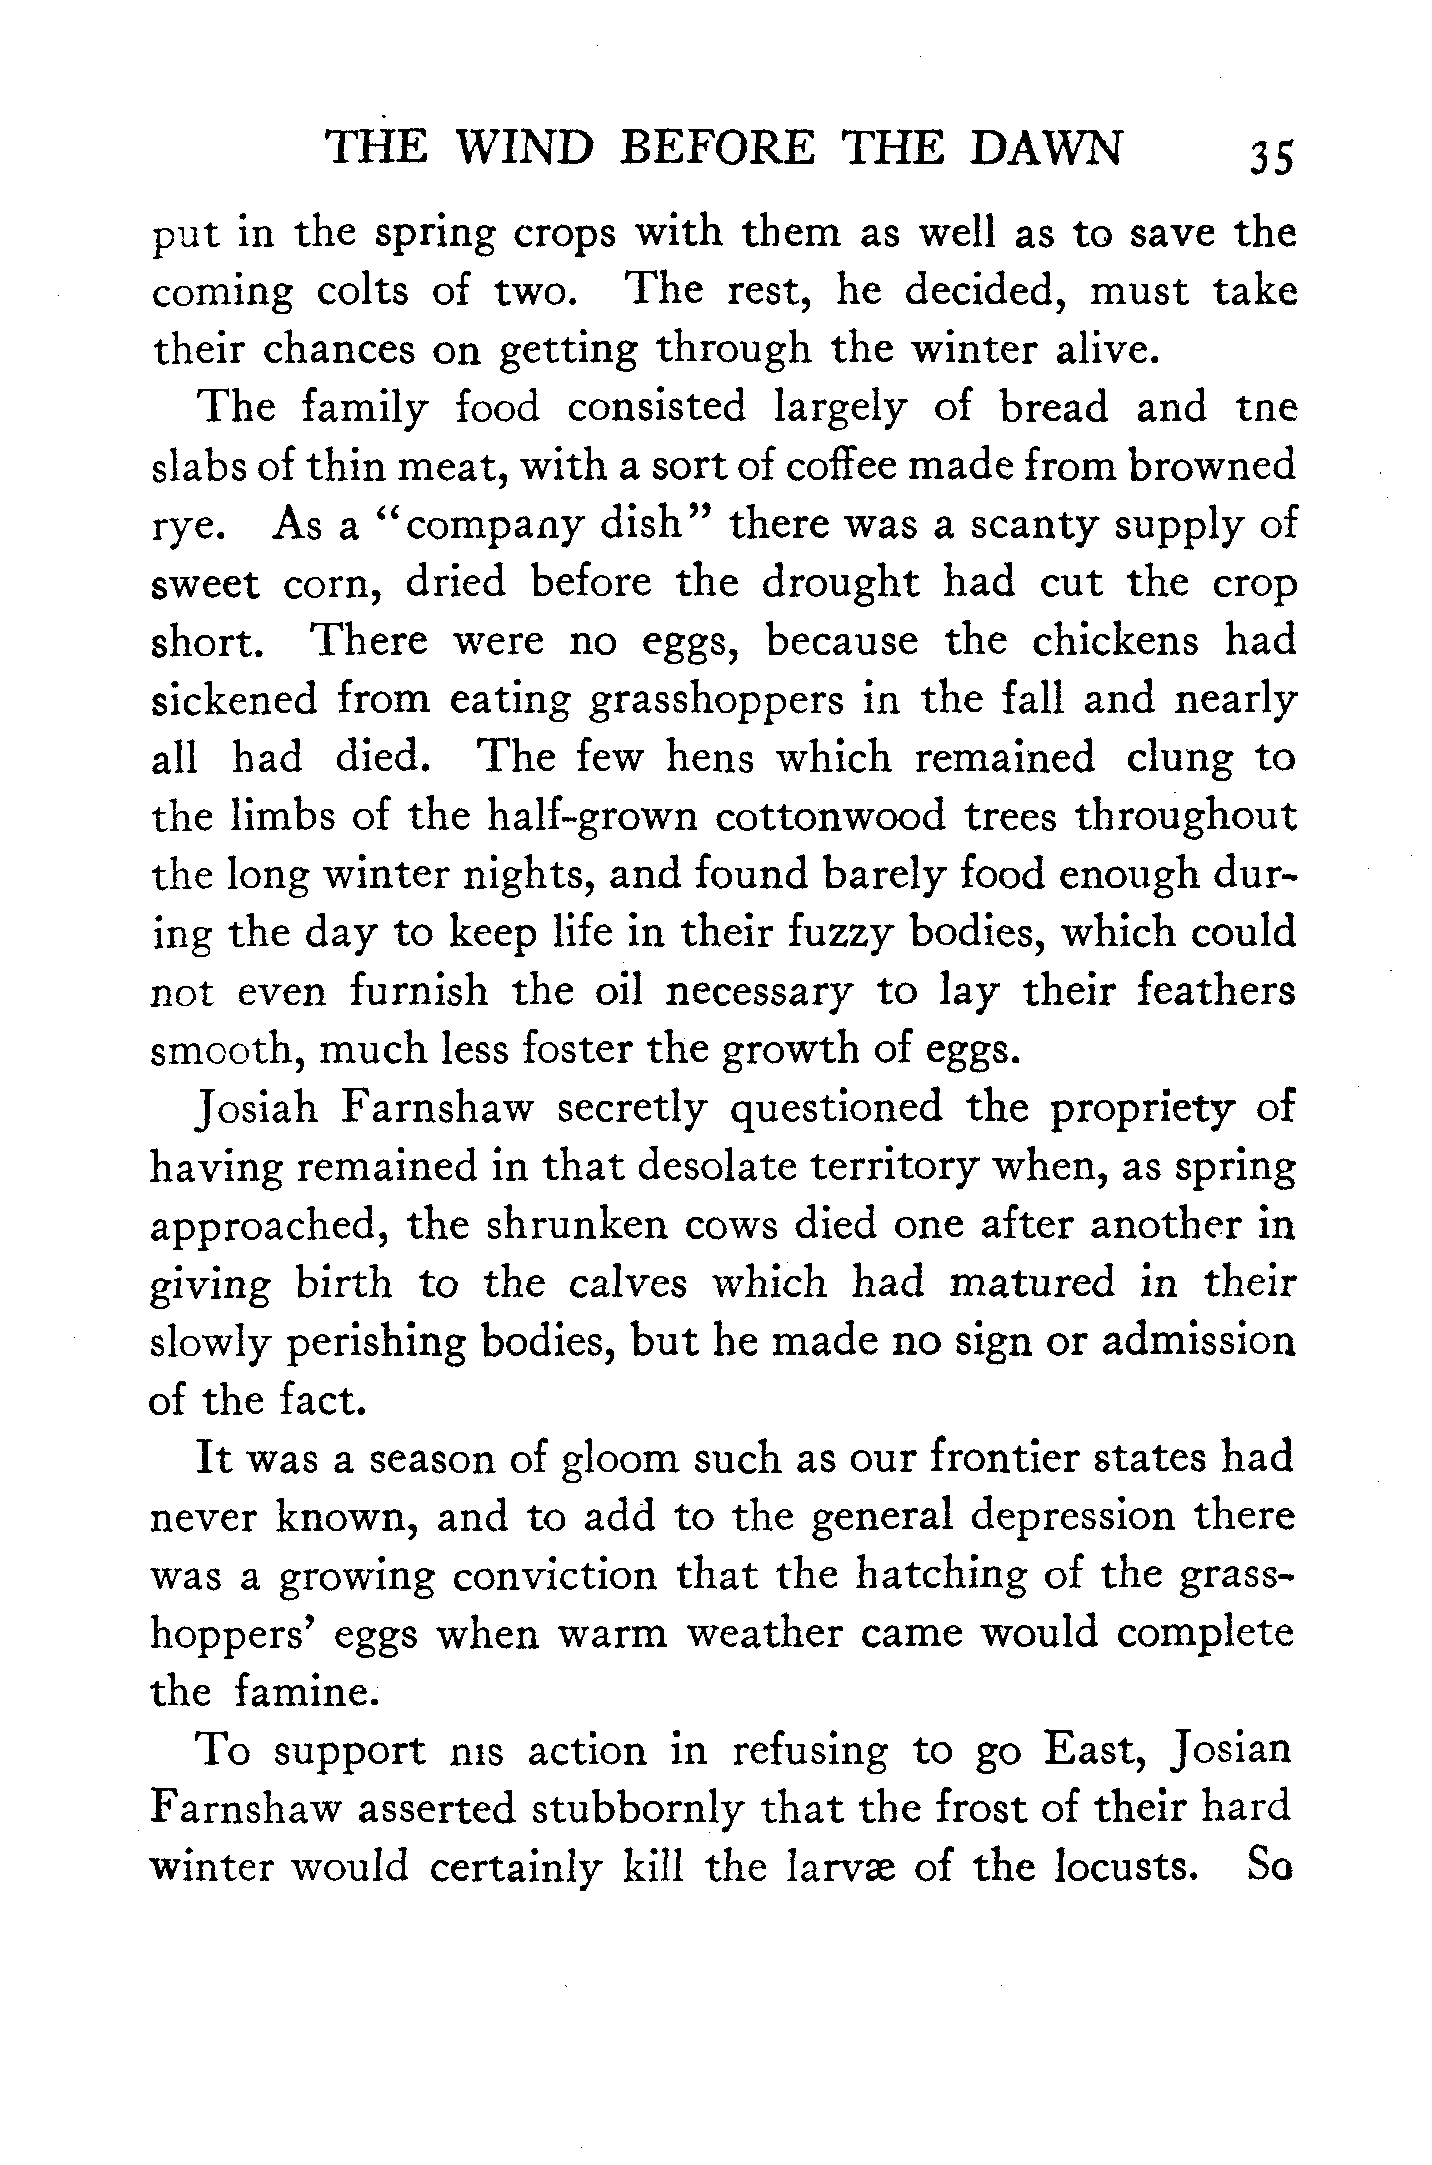 THE WIND BEFORE THE DAWN 35
put in the spring crops with them as well as to save the
coming colts of two. The rest, he decided, must take
their chances on getting through the winter alive.
The family food consisted largely of bread and tne
slabs of thin meat, with a sort of coffee made from browned
rye. As a "company dish" there was a scanty supply of
sweet corn, dried before the drought had cut the crop
short. There were no eggs, because the chickens had
sickened from eating grasshoppers in the fall and nearly
all had died. The few hens which remained clung to
the limbs of the half-grown cottonwood trees throughout
the long winter nights, and found barely food enough dur-
ing the day to keep life in their fuzzy bodies, which could
not even furnish the oil necessary to lay their feathers
smooth, much less foster the growth of eggs.
Josiah Farnshaw secretly questioned the propriety of
having remained in that desolate territory when, as spring
approached, the shrunken cows died one after another in
giving birth to the calves which had matured in their
slowly perishing bodies, but he made no sign or admission
of the fact.
It was a season of gloom such as our frontier states had
never known, and to add to the general depression there
was a growing conviction that the hatching of the grass-
hoppers' eggs when warm weather came would complete
the famine.
To support nis action in refusing to go East, Josian
Farnshaw asserted stubbornly that the frost of their hard
winter would certainly kill the larvæ of the locusts. So